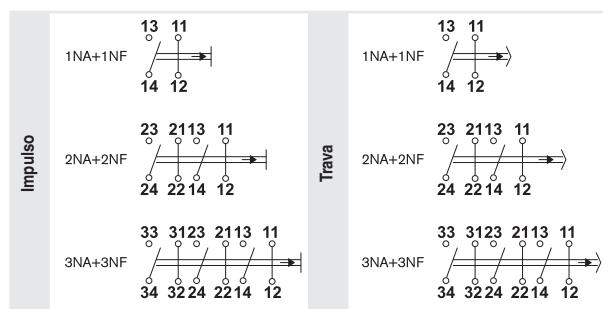 Impulso
13 11
1NA+1NF
14 12
23 21 13 11
2NA+2NF
24 22 14 12
33 31 23 21 13 11
3NA+3NF
34 32 24 22 14 12
Trava
13 11
1NA+1NF
14 12
23 21 13 11
2NA+2NF
24 22 14 12
33 31 23 21 13 11
3NA+3NF
34 32 24 22 14 12